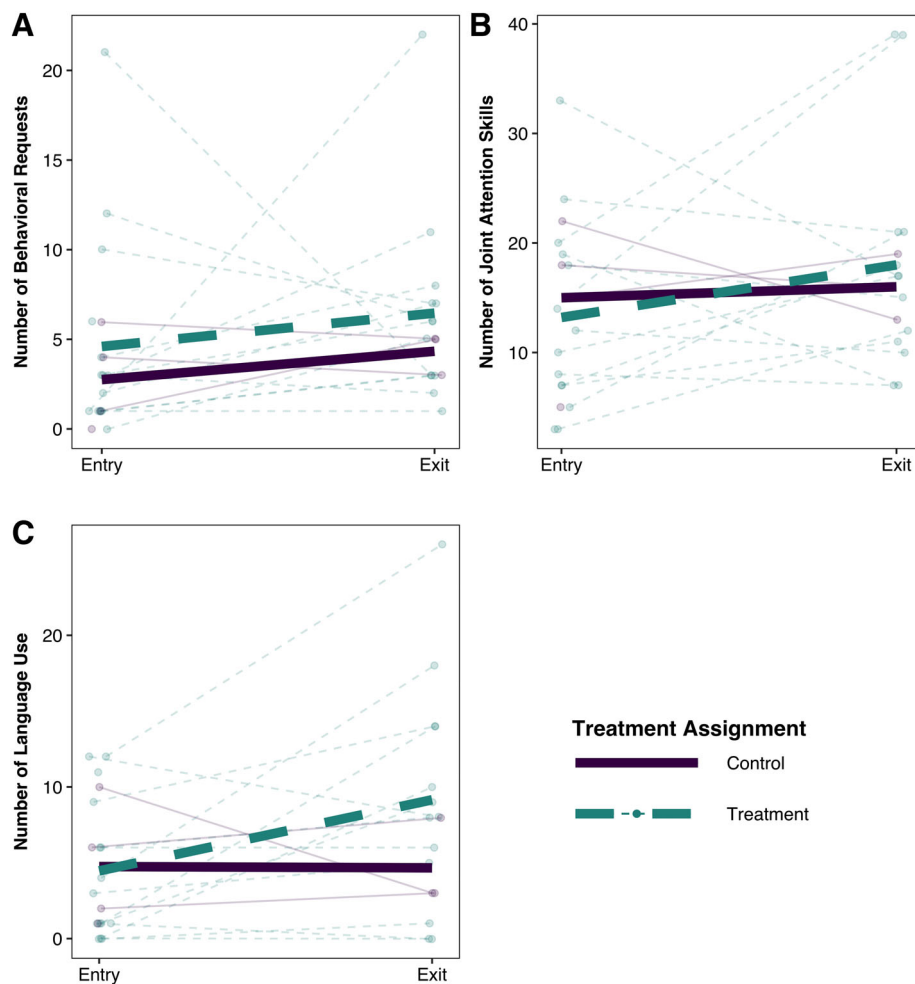 A
Number of Behavioral Requests
20
15
10
5
0
Entry
Exit
B
Number of Joint Attention Skills
40
30
20
10
Entry
Exit
C
Number of Language Use
20
10
0
Entry
Exit
Treatment Assignment
Control
Treatment